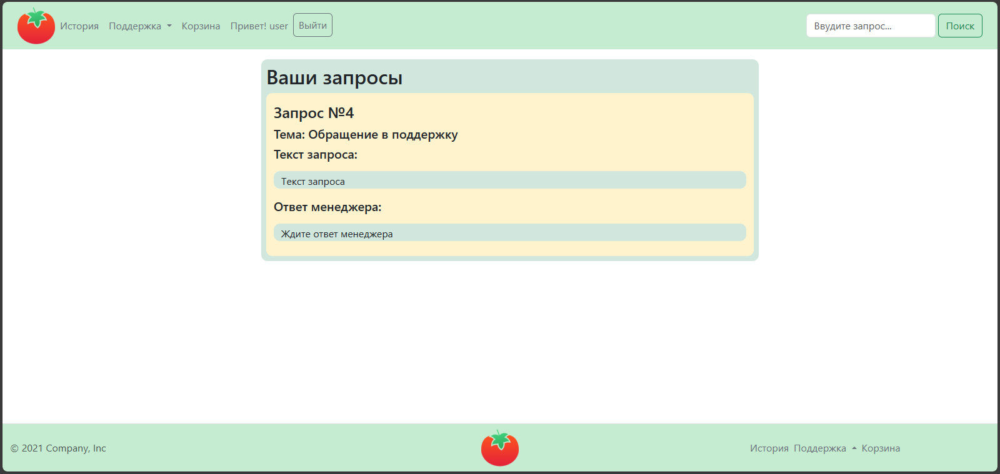 История Поддержка Корзина Привет! user Выйти Ввудите запрос... Поиск
Ваши запросы
Запрос №4
Тема: Обращение в поддержку
Текст запроса:
Текст запроса
Ответ менеджера:
Ждите ответ менеджера
© 2021 Company, Inc История Поддержка Корзина